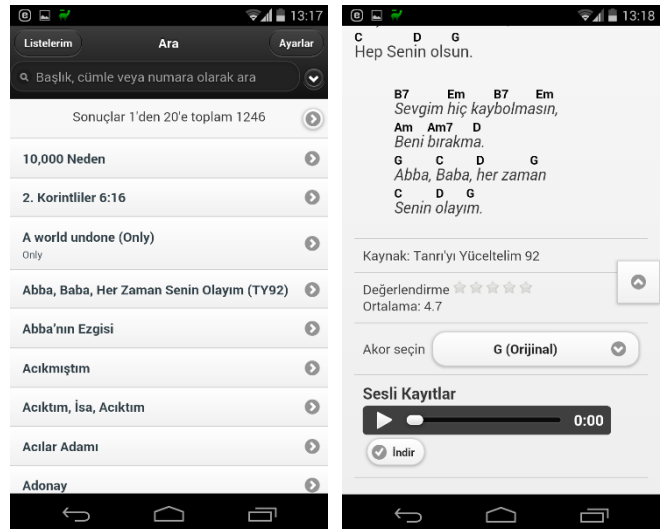 13:17
Listelerim
Ara
Ayarlar
Başlık, cümle veya numara olarak ara
Sonuçlar 1'den 20'e toplam 1246
10,000 Neden
2. Korintliler 6:16
A world undone (Only)
Only
Abba, Baba, Her Zaman Senin Olayım (TY92)
Abba'nın Ezgisi
Acıkmıştım
Acıktım, İsa, Acıktım
Acılar Adamı
Adonay
13:18
C D G
Hep Senin olsun.
B7 Em B7 Em
Sevgim hiç kaybolmasın,
Am Am7 D
Beni bırakma.
G C D G
Abba, Baba, her zaman
C D G
Senin olayım.
Kaynak: Tanrı'yı Yüceltelim 92
Değerlendirme
Ortalama: 4.7
Akor seçin
G (Orijinal)
Sesli Kayıtlar
0:00
İndir